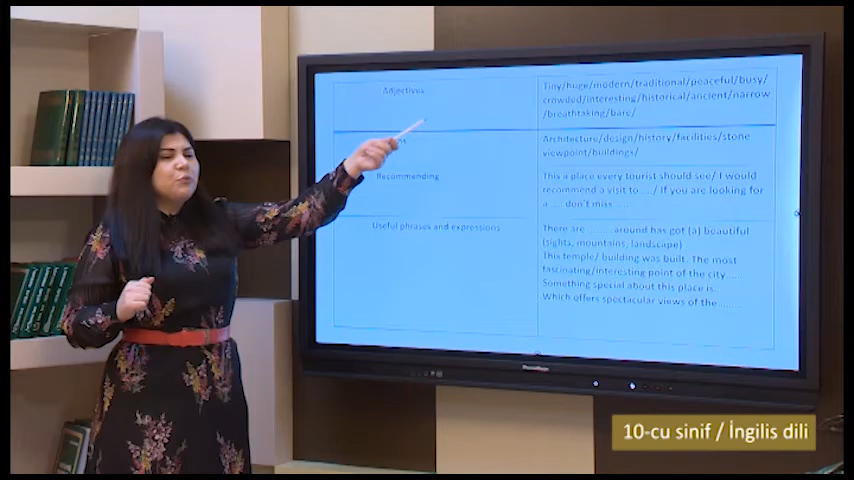 Adjectives
Tiny/huge/modern/traditional/peaceful/busy/
crowded/interesting/historical/ancient/narrow
/breathtaking/bare/
Architecture/design/history/facilities/stone
viewpoint/buildings/
Recommending
This a place every tourist should see/ I would
recommend a visit to ..../ If you are looking for
a ..... don't miss ......
Useful phrases and expressions
There are ......... around has got (a) beautiful
(sights, mountains, landscape)
This temple/ building was built. The most
fascinating/interesting point of the city.....
Something special about this place is.
Which offers spectacular views of the.........
10-cu sinif / İngilis dili